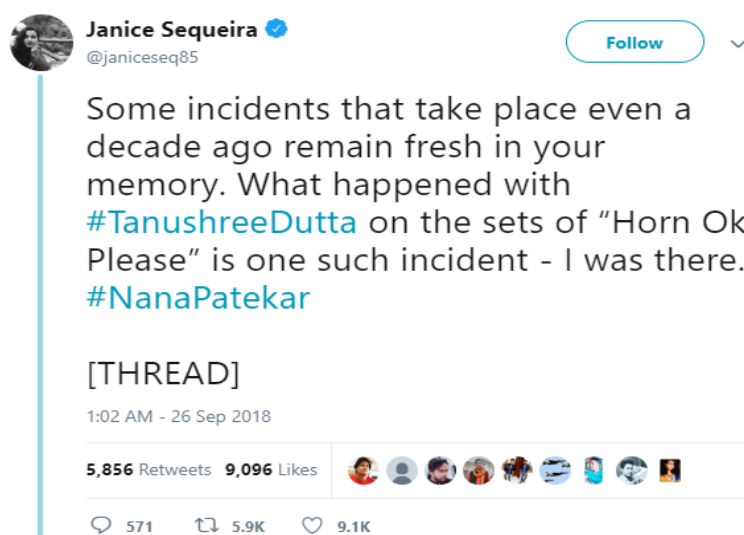 Janice Sequeira
@janiceseq85
Follow
Some incidents that take place even a
decade ago remain fresh in your
memory. What happened with
#TanushreeDutta on the sets of “Horn Ok
Please” is one such incident - I was there.
#NanaPatekar
[THREAD]
1:02 AM - 26 Sep 2018
5,856 Retweets 9,096 Likes
571 5.9K 9.1K